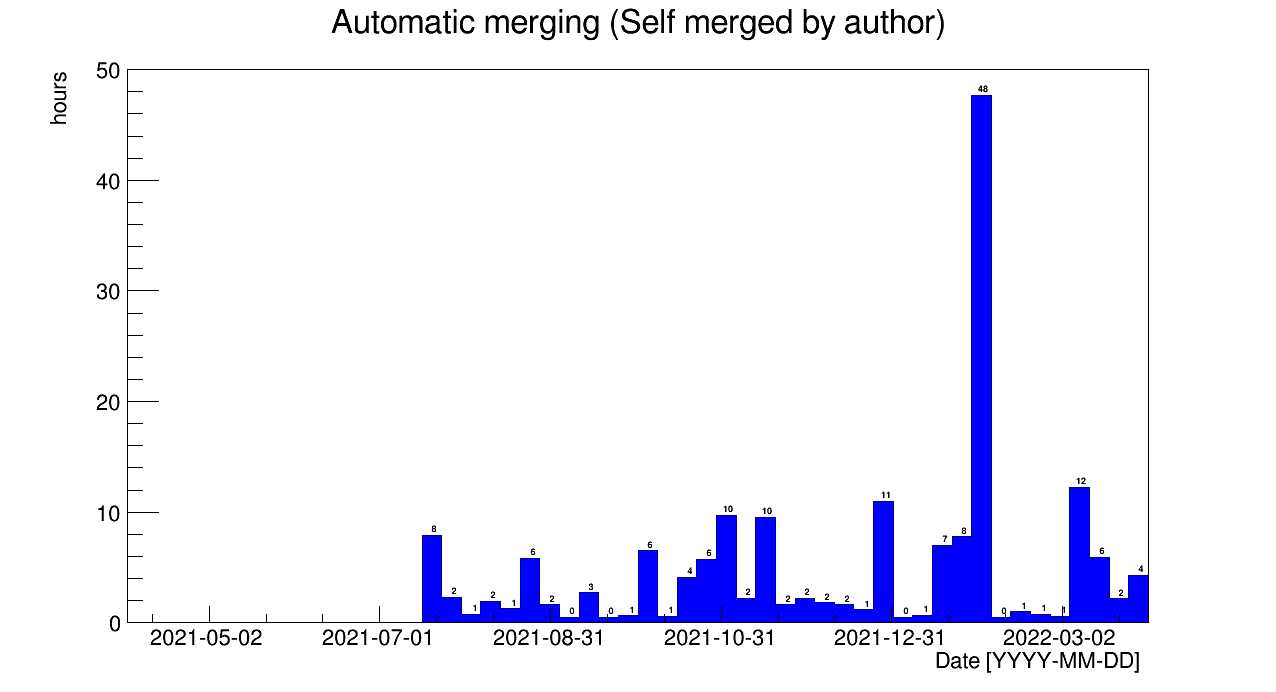 Automatic merging (Self merged by author)
hours
50
40
30
20
10
0
8 2 1 2 1 6 2 0 3 0 1 6 1 4 6 10 2 10 2 2 2 2 1 11 0 1 7 8 48 0 1 1 1 12 6 2 4
2021-05-02 2021-07-01 2021-08-31 2021-10-31 2021-12-31 2022-03-02
Date [YYYY-MM-DD]